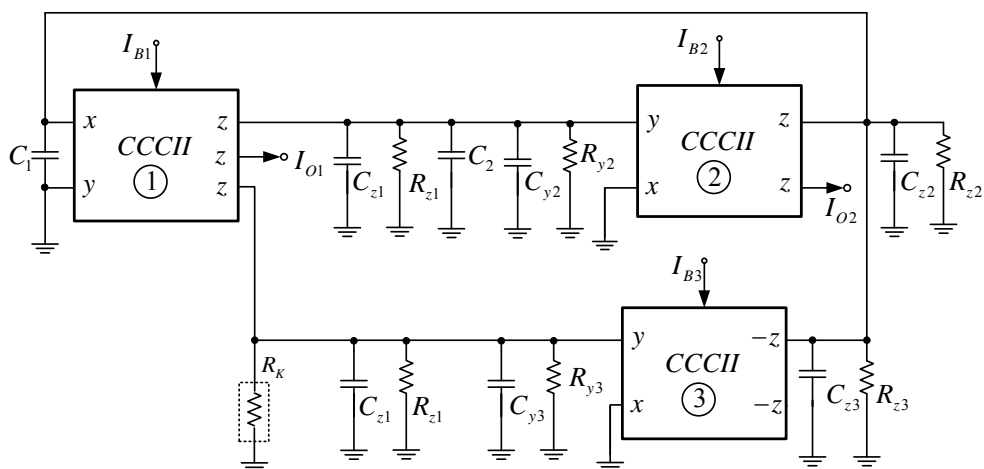 I_{B1}
I_{B2}
x
z
y
z
CCCII
C_1
z
I_{O1}
C_2
R_{y2}
CCCII
y
1
z
C_{z1}
R_{z1}
C_{y2}
x
2
z
I_{O2}
C_{z2}
R_{z2}
I_{B3}
R_K
y
−z
CCCII
C_{z1}
R_{z1}
C_{y3}
R_{y3}
x
3
−z
C_{z3}
R_{z3}